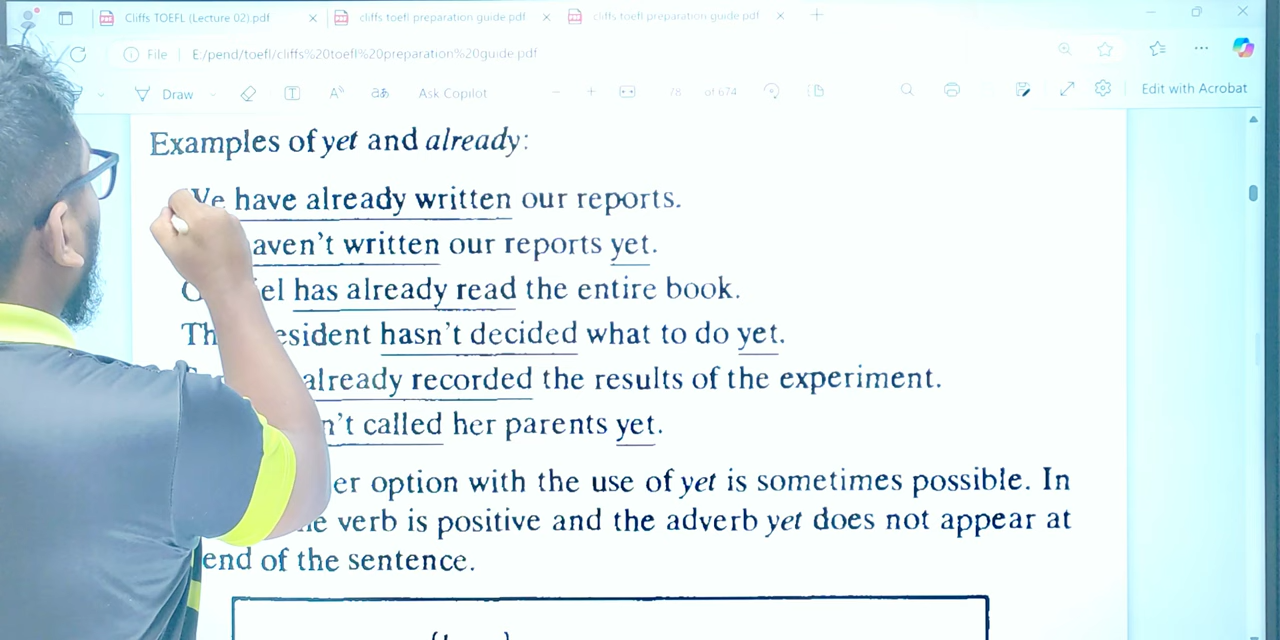 Cliffs TOEFL (Lecture 02).pdf
cliffs toefl preparation guide.pdf
cliffs toefl preparation guide.pdf
File E:/pend/toefl/cliffs%20toefl%20preparation%20guide.pdf
Draw Ask Copilot 78 of 674 Edit with Acrobat
Examples of yet and already:
We have already written our reports.
haven't written our reports yet.
has already read the entire book.
hasn't decided what to do yet.
already recorded the results of the experiment.
called her parents yet.
option with the use of yet is sometimes possible. In
verb is positive and the adverb yet does not appear at
end of the sentence.